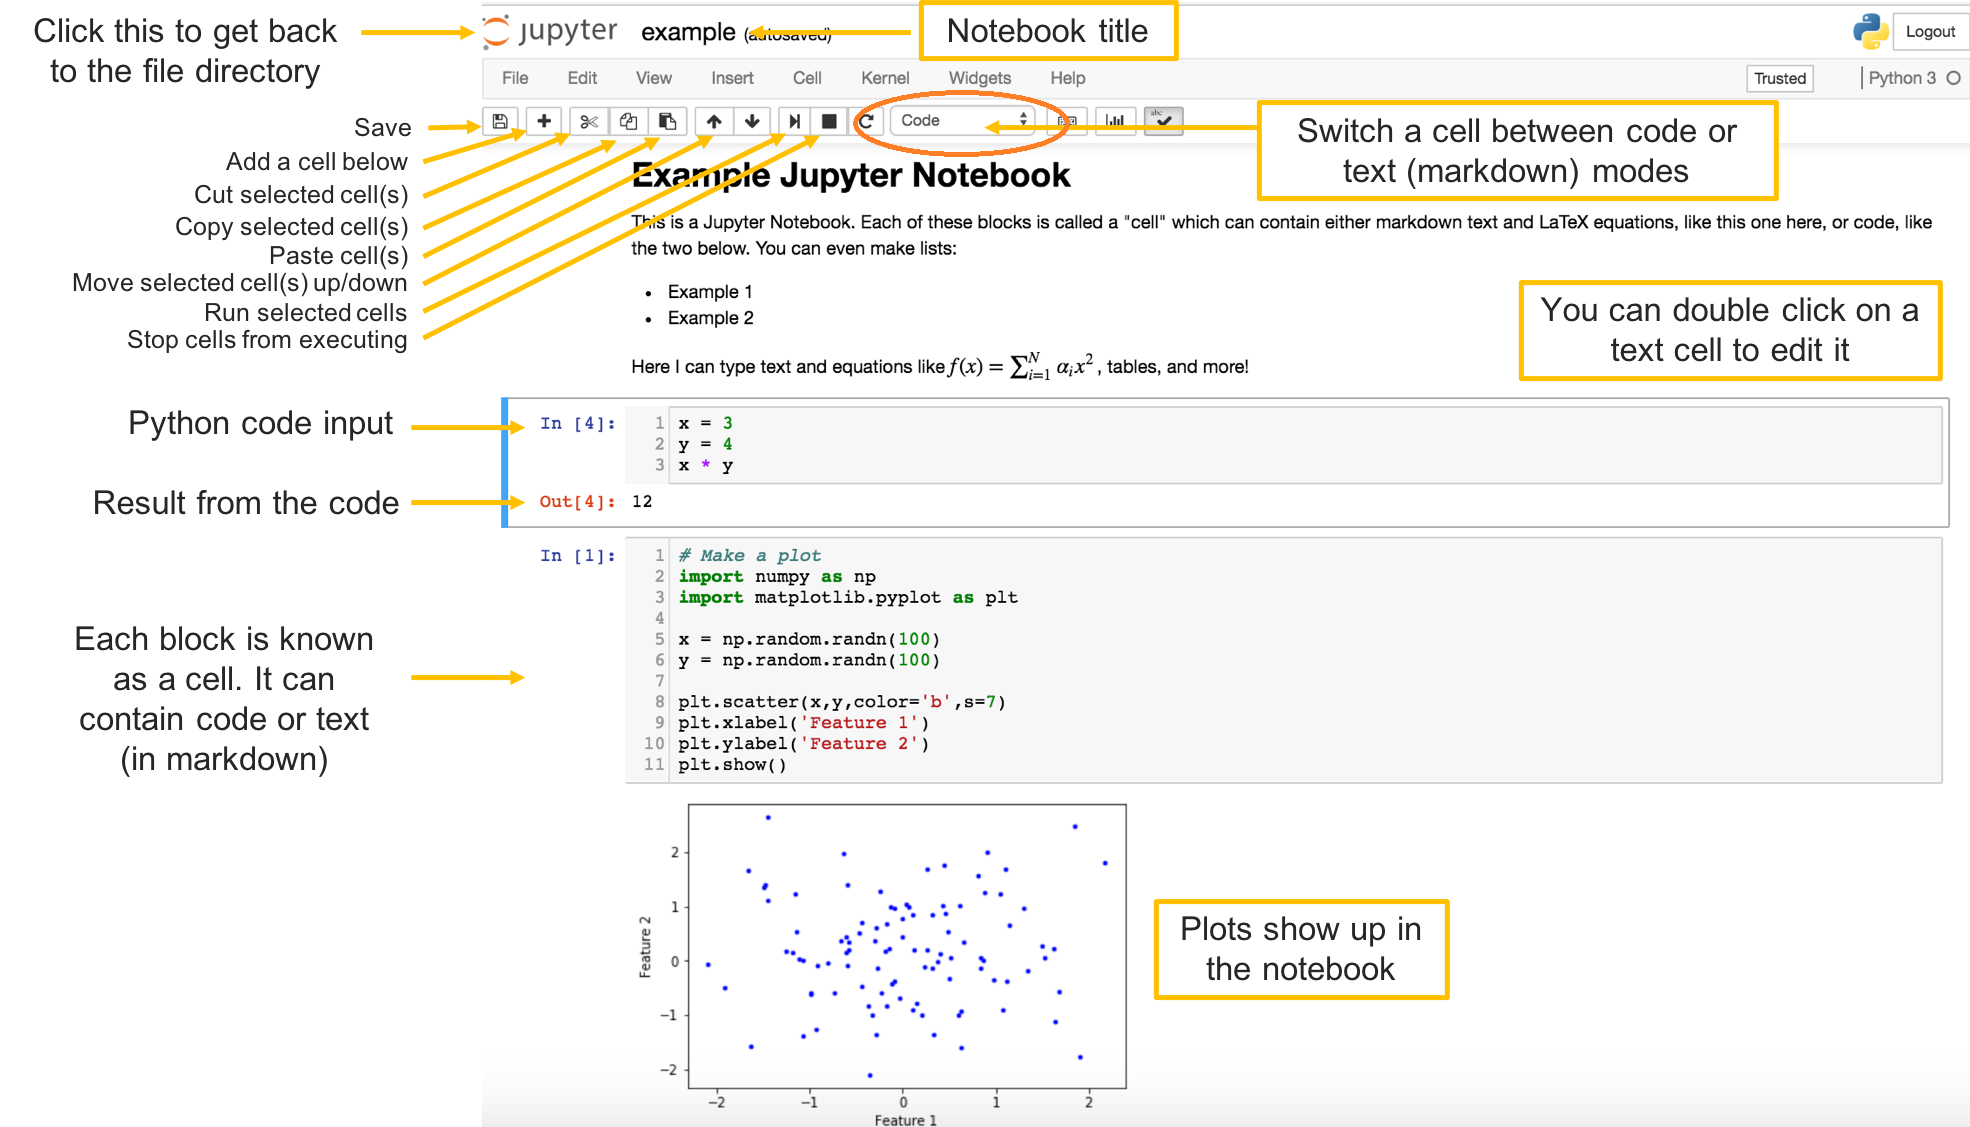 Click this to get back
to the file directory
jupyter example (autosaved)
Notebook title
Logout
File Edit View Insert Cell Kernel Widgets Help
Trusted
Python 3
Save
Add a cell below
Cut selected cell(s)
Copy selected cell(s)
Paste cell(s)
Move selected cell(s) up/down
Run selected cells
Stop cells from executing
Code
abc
Switch a cell between code or
text (markdown) modes
Example Jupyter Notebook
This is a Jupyter Notebook. Each of these blocks is called a "cell" which can contain either markdown text and LaTeX equations, like this one here, or code, like
the two below. You can even make lists:
• Example 1
• Example 2
You can double click on a
text cell to edit it
Here I can type text and equations like f(x) = ∑_{i=1}^{N} α_i x², tables, and more!
Python code input
In [4]:
1 x = 3
2 y = 4
3 x * y
Result from the code
Out[4]: 12
In [1]:
1 # Make a plot
2 import numpy as np
3 import matplotlib.pyplot as plt
4
5 x = np.random.randn(100)
6 y = np.random.randn(100)
7
8 plt.scatter(x,y,color='b',s=7)
9 plt.xlabel('Feature 1')
10 plt.ylabel('Feature 2')
11 plt.show()
Each block is known
as a cell. It can
contain code or text
(in markdown)
Feature 2
2
1
0
−1
−2
−2 −1 0 1 2
Feature 1
Plots show up in
the notebook